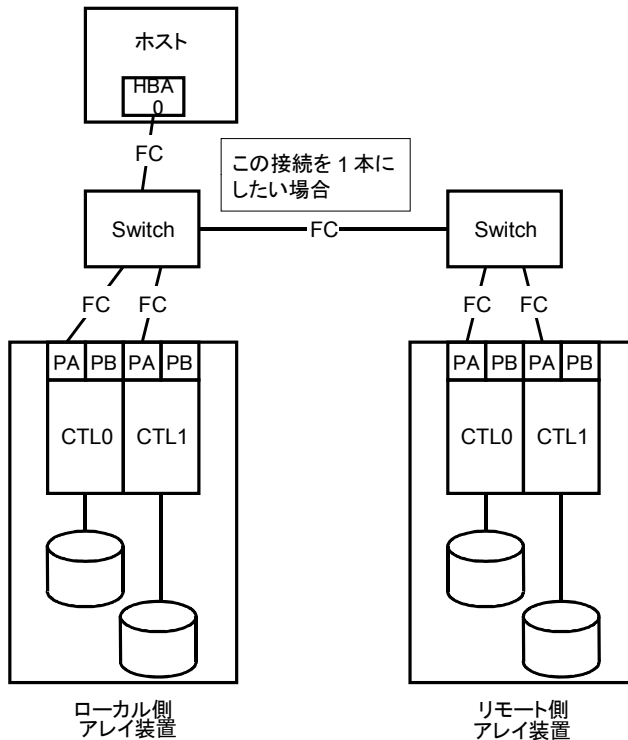 ホスト
HBA
0
FC
この接続を 1 本に
したい場合
Switch
FC
Switch
FC FC
FC FC
PA PB PA PB
PA PB PA PB
CTL0 CTL1
CTL0 CTL1
ローカル側
アレイ装置
リモート側
アレイ装置